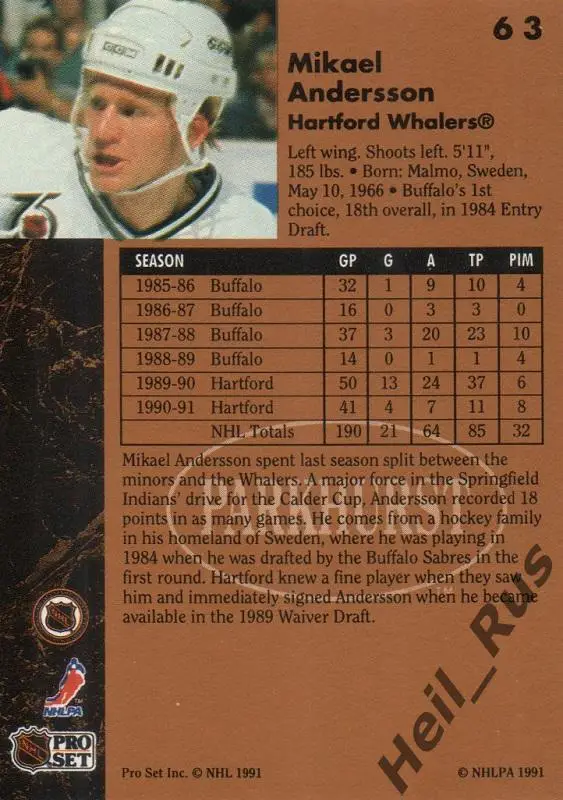 63
Mikael
Andersson
Hartford Whalers®
Left wing. Shoots left. 5'11",
185 lbs. • Born: Malmo, Sweden,
May 10, 1966 • Buffalo's 1st
choice, 18th overall, in 1984 Entry
Draft.
SEASON GP G A TP PIM
1985-86 Buffalo 32 1 9 10 4
1986-87 Buffalo 16 0 3 3 0
1987-88 Buffalo 37 3 20 23 10
1988-89 Buffalo 14 0 1 1 4
1989-90 Hartford 50 13 24 37 6
1990-91 Hartford 41 4 7 11 8
NHL Totals 190 21 64 85 32
PARKHURST
TM
Mikael Andersson spent last season split between the
minors and the Whalers. A major force in the Springfield
Indians' drive for the Calder Cup, Andersson recorded 18
points in as many games. He comes from a hockey family
in his homeland of Sweden, where he was playing in
1984 when he was drafted by the Buffalo Sabres in the
first round. Hartford knew a fine player when they saw
him and immediately signed Andersson when he became
available in the 1989 Waiver Draft.
NHL
NHLPA
TM
NHL PRO
SET
Pro Set Inc. © NHL 1991
© NHLPA 1991
Heil_Rus